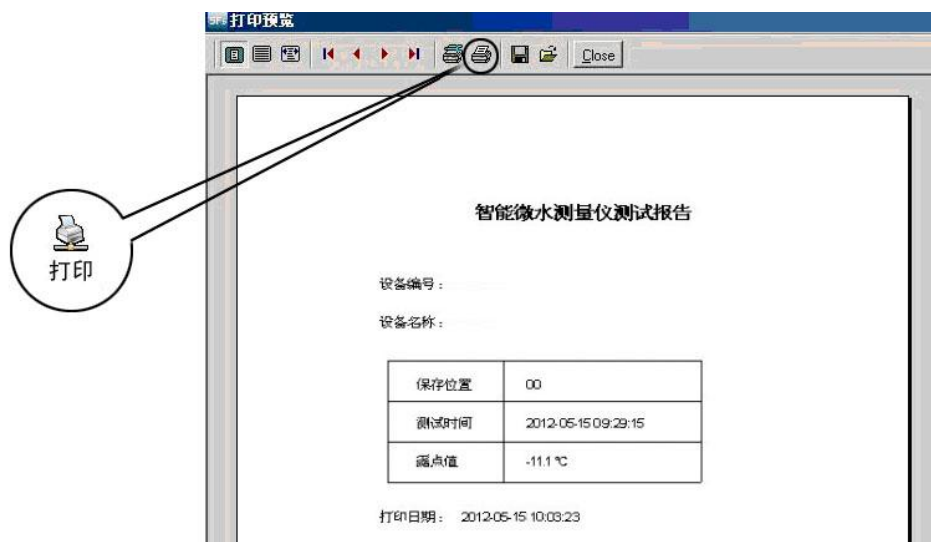 SF6 打印预览
Close
打印
智能微水测量仪测试报告
设备编号：
设备名称：
保存位置 00
测试时间 2012-05-15 09:29:15
露点值 -11.1 ℃
打印日期： 2012-05-15 10:03:23